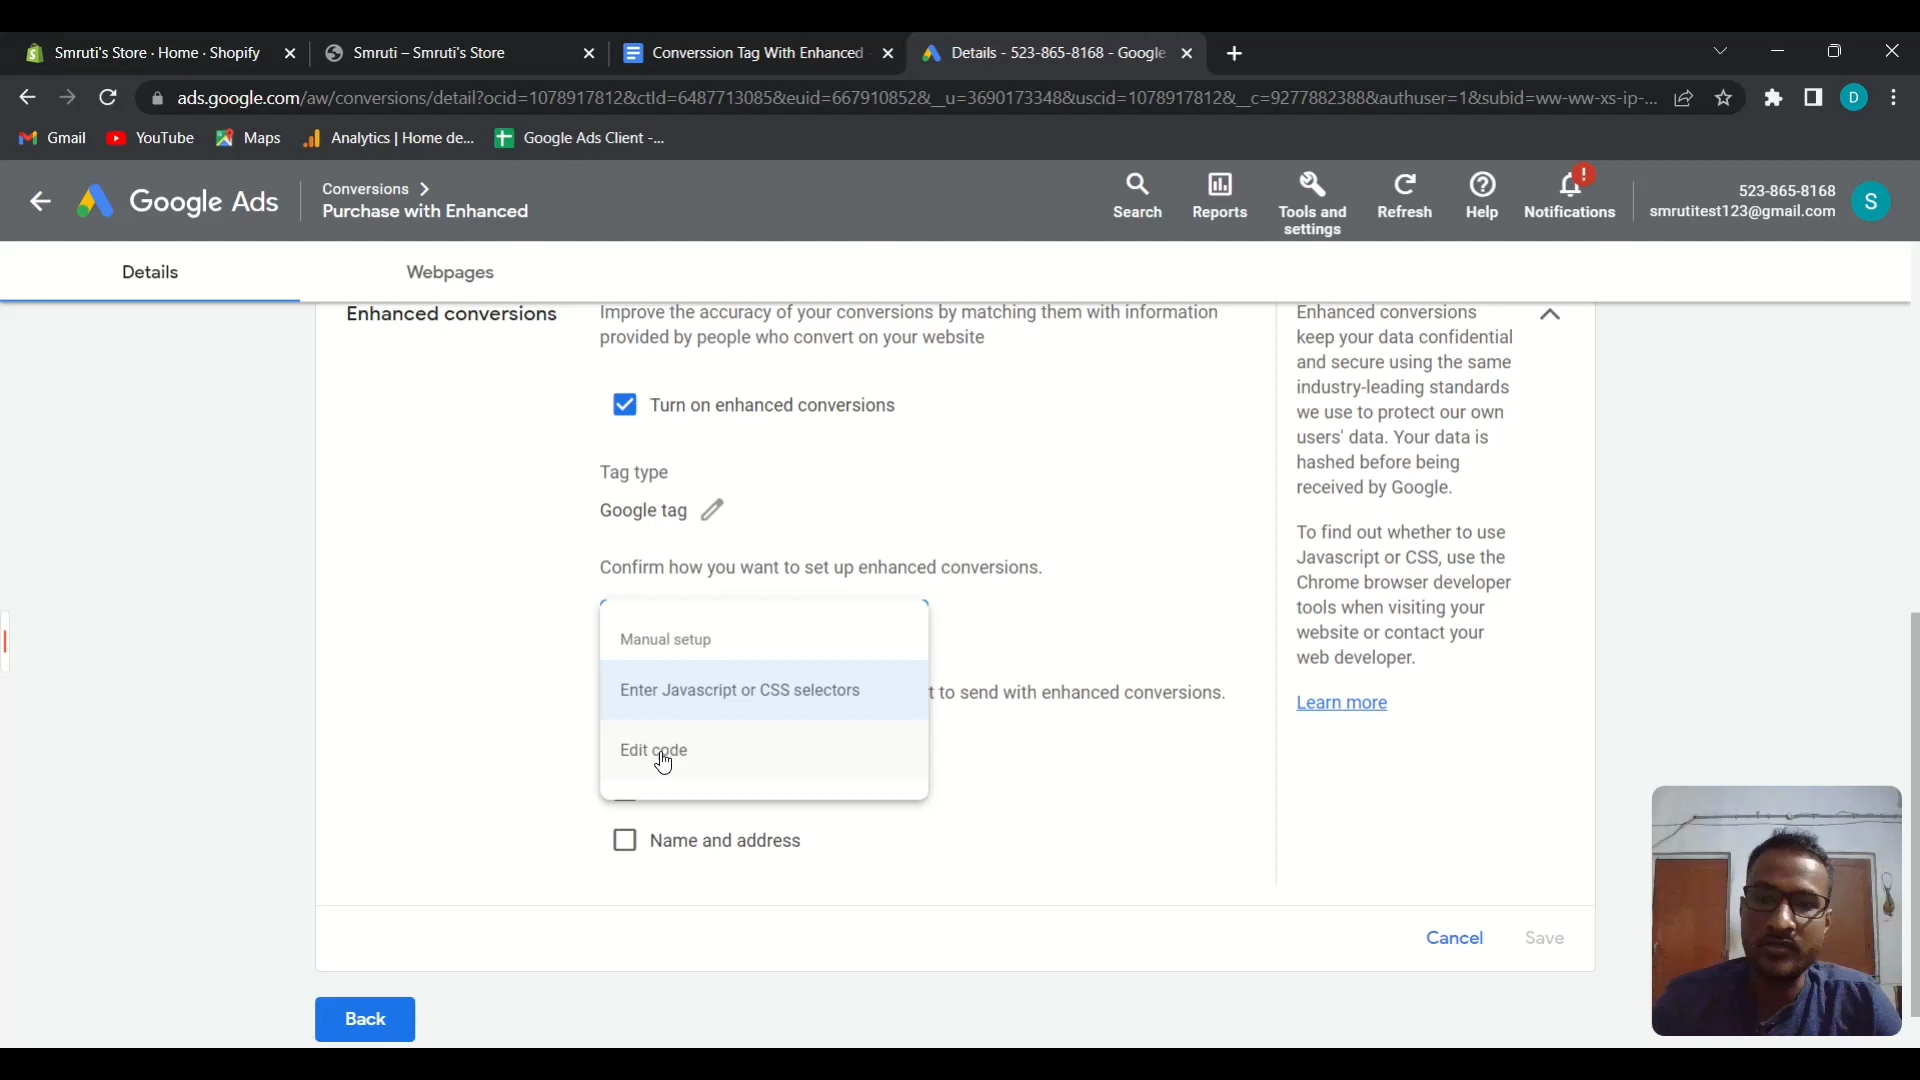 Smruti's Store · Home · Shopify
Smruti – Smruti's Store
Converssion Tag With Enhanced
Details - 523-865-8168 - Google
ads.google.com/aw/conversions/detail?ocid=1078917812&ctId=6487713085&euid=667910852&__u=3690173348&uscid=1078917812&__c=9277882388&authuser=1&subid=ww-ww-xs-ip-...
D
Gmail
YouTube
Maps
Analytics | Home de...
Google Ads Client -...
Google Ads
Conversions
Purchase with Enhanced
Search
Reports
Tools and
settings
Refresh
Help
!
Notifications
523-865-8168
smrutitest123@gmail.com
S
Details
Webpages
Enhanced conversions
Improve the accuracy of your conversions by matching them with information
provided by people who convert on your website
Turn on enhanced conversions
Tag type
Google tag
Confirm how you want to set up enhanced conversions.
Manual setup
Enter Javascript or CSS selectors
t to send with enhanced conversions.
Edit code
Name and address
Enhanced conversions
keep your data confidential
and secure using the same
industry-leading standards
we use to protect our own
users' data. Your data is
hashed before being
received by Google.
To find out whether to use
Javascript or CSS, use the
Chrome browser developer
tools when visiting your
website or contact your
web developer.
Learn more
Cancel
Save
Back